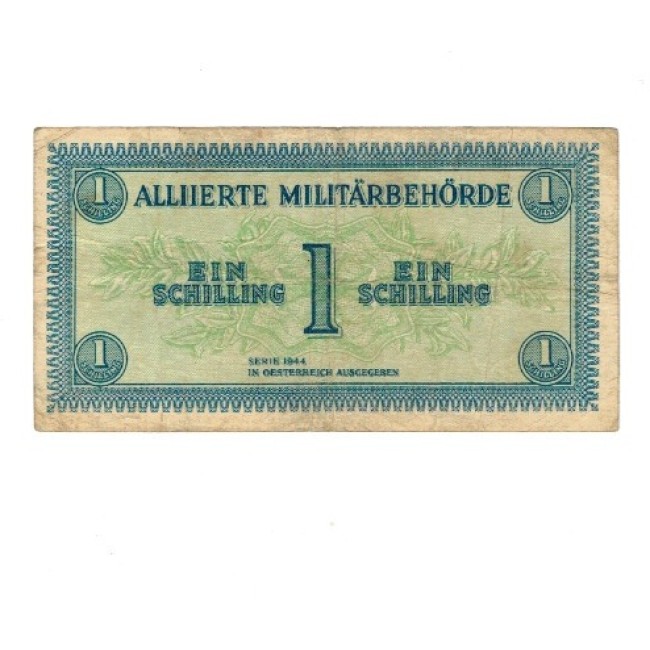 1 ALLIIERTE MILITÄRBEHÖRDE 1
SCHILLING SCHILLING
EIN 1 EIN
SCHILLING SCHILLING
1 1
SCHILLING SCHILLING
SERIE 1944
IN OESTERREICH AUSGEGEBEN